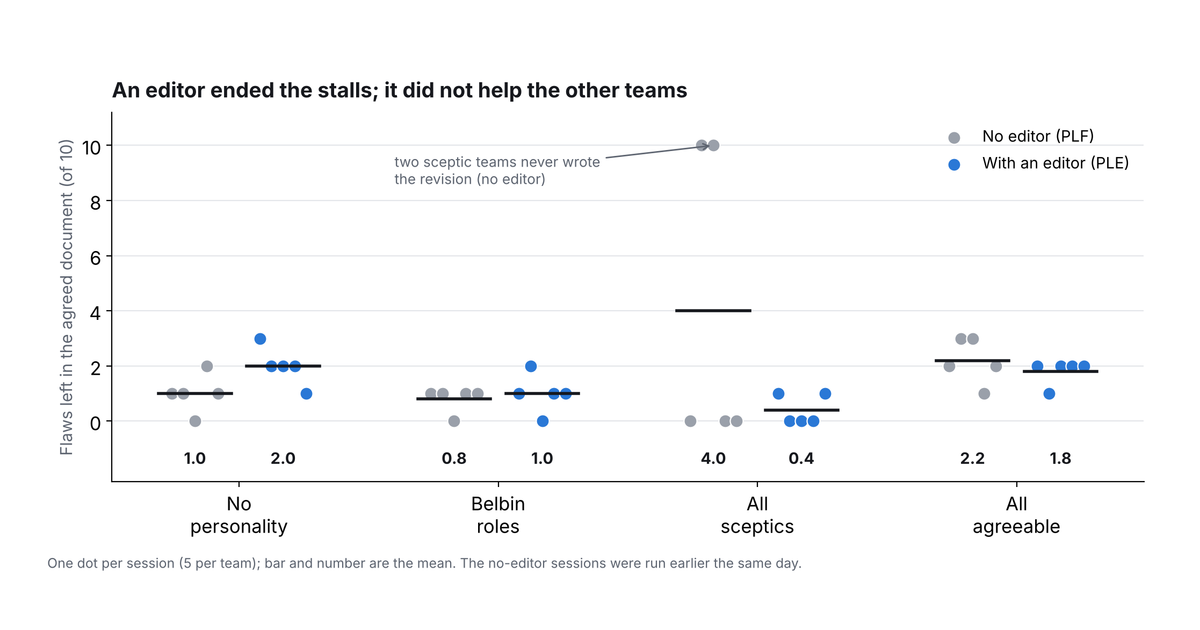 An editor ended the stalls; it did not help the other teams
Flaws left in the agreed document (of 10)
10
8
6
4
2
0
two sceptic teams never wrote
the revision (no editor)
No editor (PLF)
With an editor (PLE)
1.0 2.0 0.8 1.0 4.0 0.4 2.2 1.8
No
personality
Belbin
roles
All
sceptics
All
agreeable
One dot per session (5 per team); bar and number are the mean. The no-editor sessions were run earlier the same day.